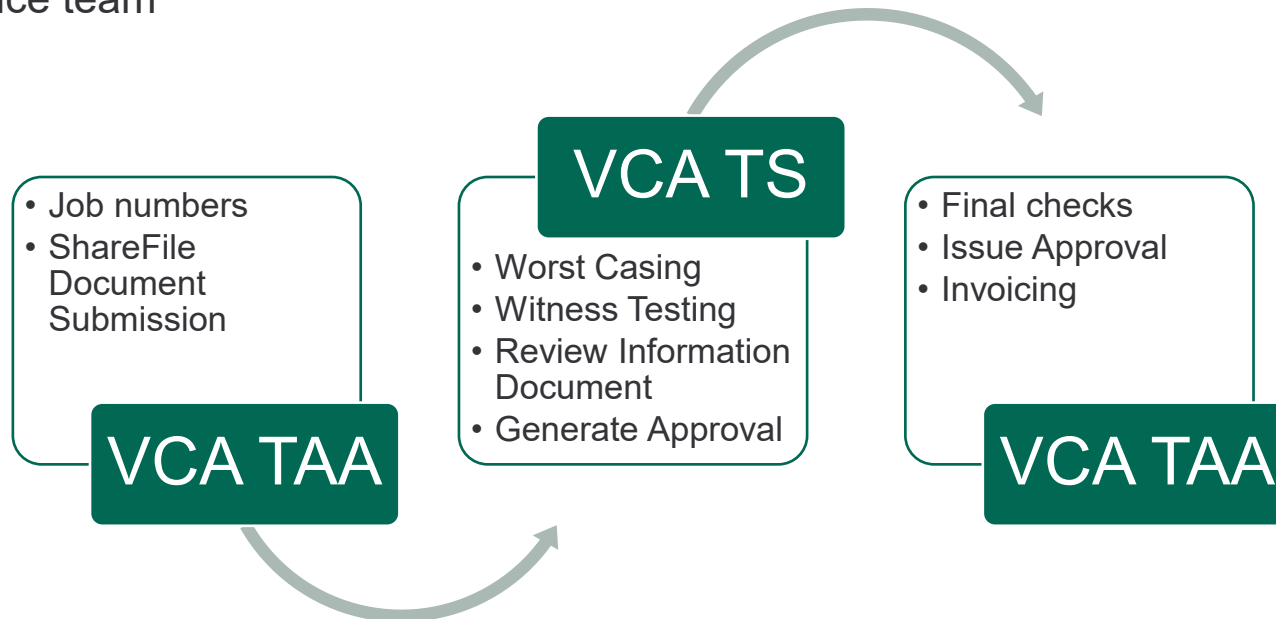 team
• Job numbers
• ShareFile
Document
Submission
VCA TAA
VCA TS
• Worst Casing
• Witness Testing
• Review Information
Document
• Generate Approval
• Final checks
• Issue Approval
• Invoicing
VCA TAA